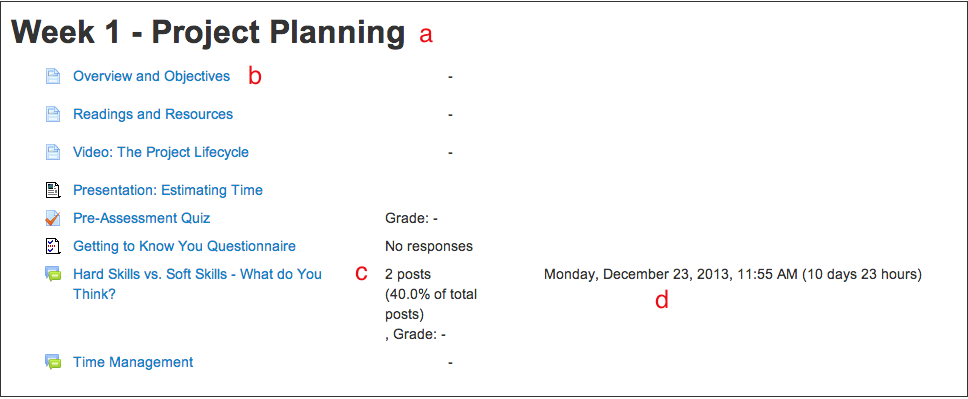 Week 1 - Project Planning a
Overview and Objectives b -
Readings and Resources -
Video: The Project Lifecycle -
Presentation: Estimating Time
Pre-Assessment Quiz Grade: -
Getting to Know You Questionnaire No responses
Hard Skills vs. Soft Skills - What do You c 2 posts Monday, December 23, 2013, 11:55 AM (10 days 23 hours)
Think? (40.0% of total d
posts)
, Grade: -
Time Management -